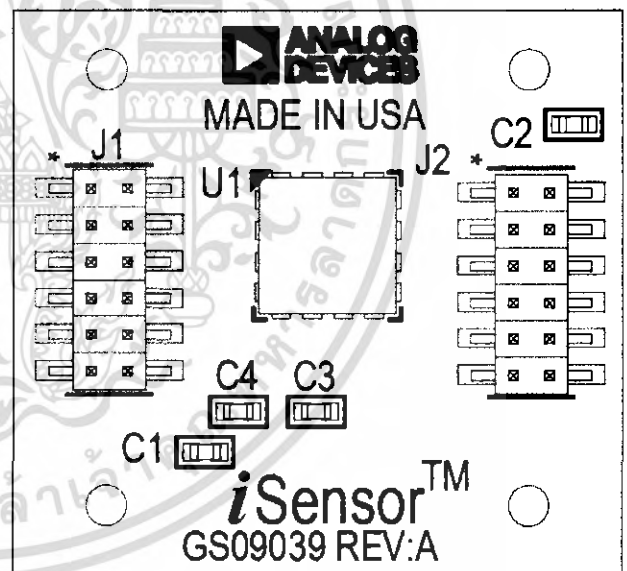 ANALOG
DEVICES
MADE IN USA
C2
* J1
U1
J2
*
C4
C3
C1
iSensor™
GS09039 REV:A